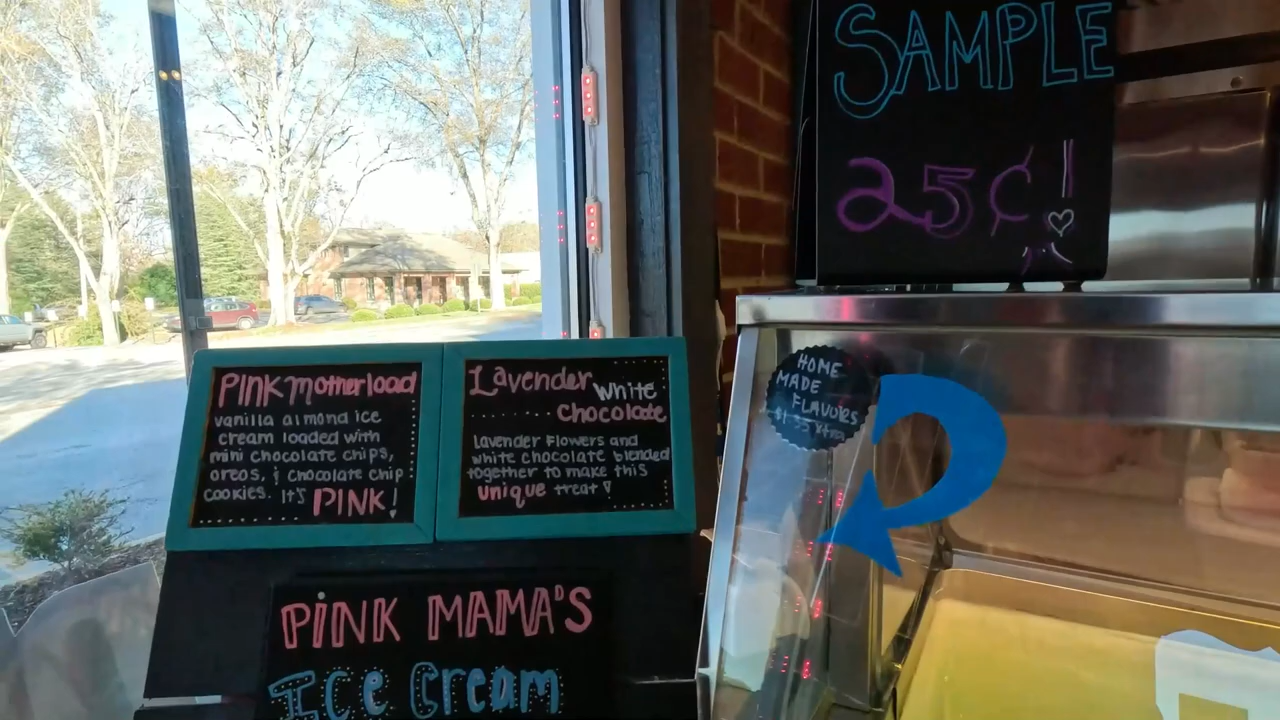 SAMPLE
25¢!
PINK Motherload
vanilla almond ice
cream loaded with
mini chocolate chips,
oreos, & chocolate chip
cookies. It's PINK!
Lavender White
Chocolate
Lavender Flowers and
white chocolate blended
together to make this
unique treat!
HOME
MADE
FLAVORS
PINK MAMA'S
Ice Cream